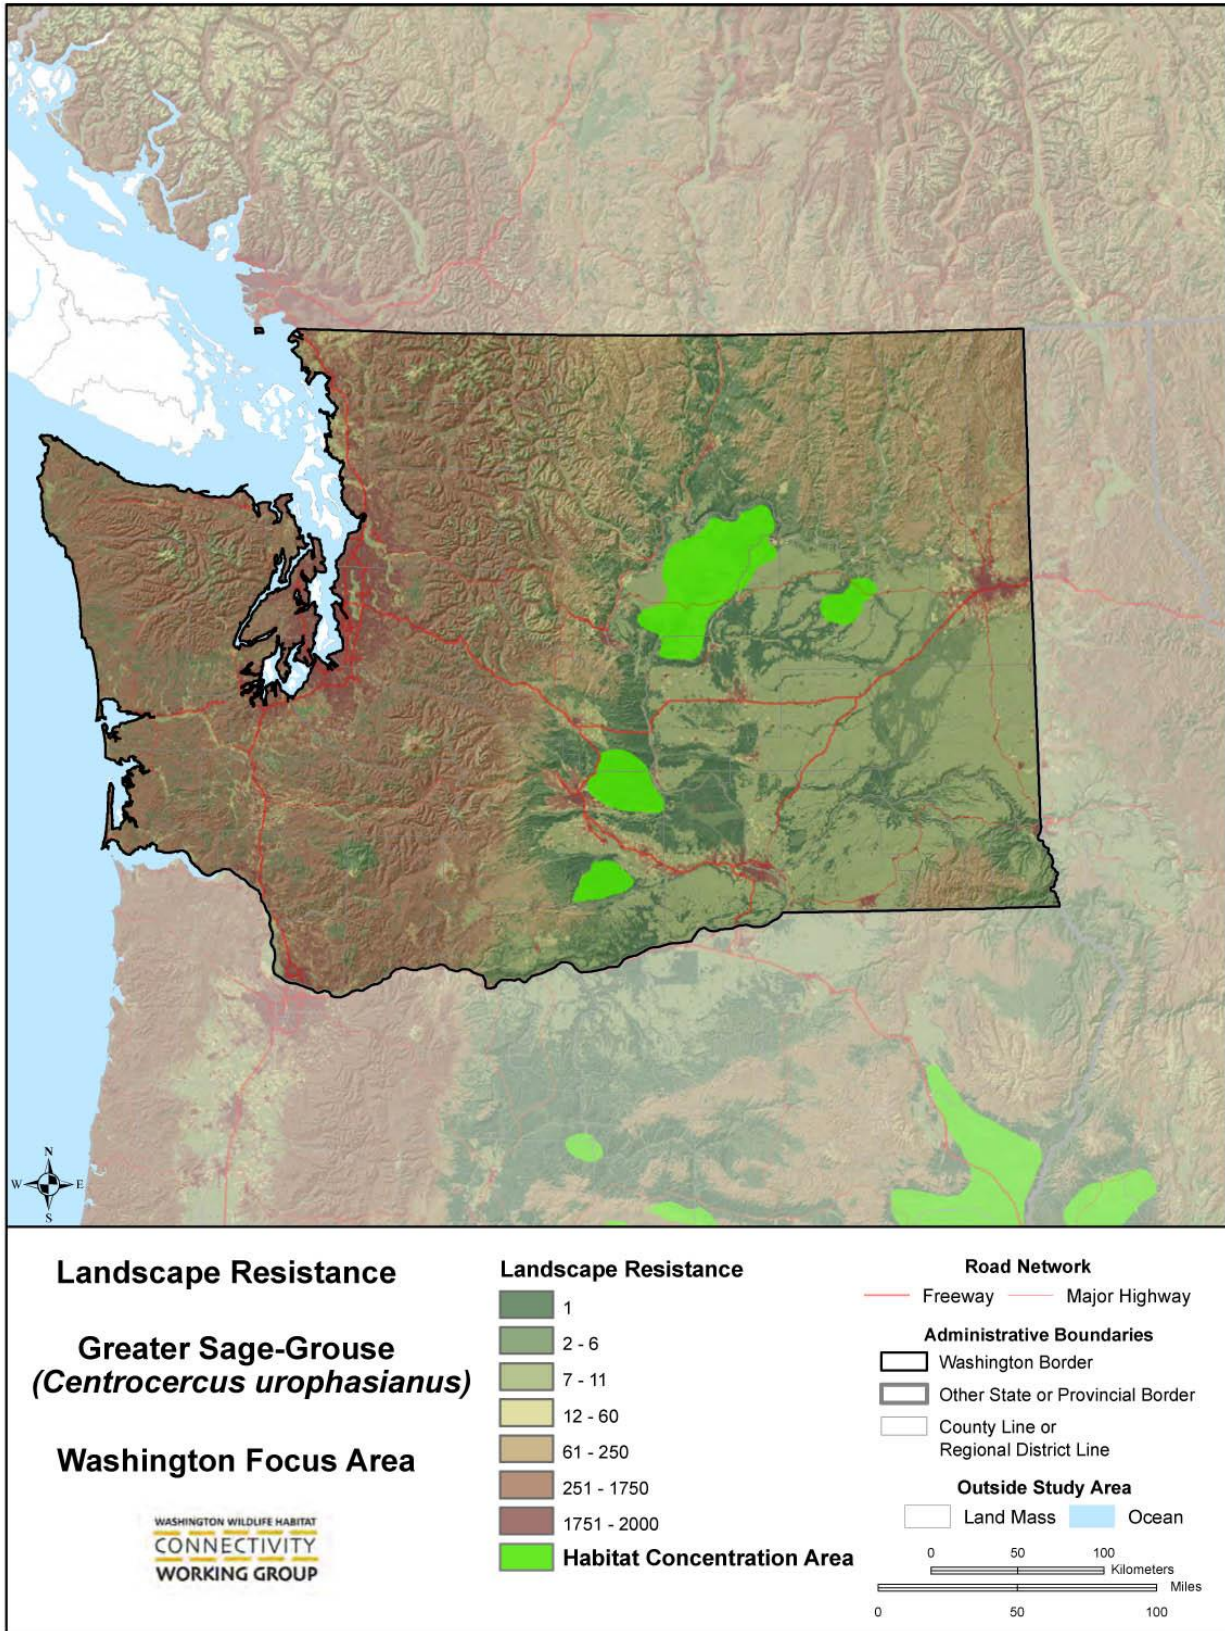 N
W E
S
Landscape Resistance
Greater Sage-Grouse
(Centrocercus urophasianus)
Washington Focus Area
WASHINGTON WILDLIFE HABITAT
CONNECTIVITY
WORKING GROUP
Landscape Resistance
1
2 - 6
7 - 11
12 - 60
61 - 250
251 - 1750
1751 - 2000
Habitat Concentration Area
Road Network
Freeway Major Highway
Administrative Boundaries
Washington Border
Other State or Provincial Border
County Line or
Regional District Line
Outside Study Area
Land Mass Ocean
0 50 100
Kilometers
Miles
0 50 100